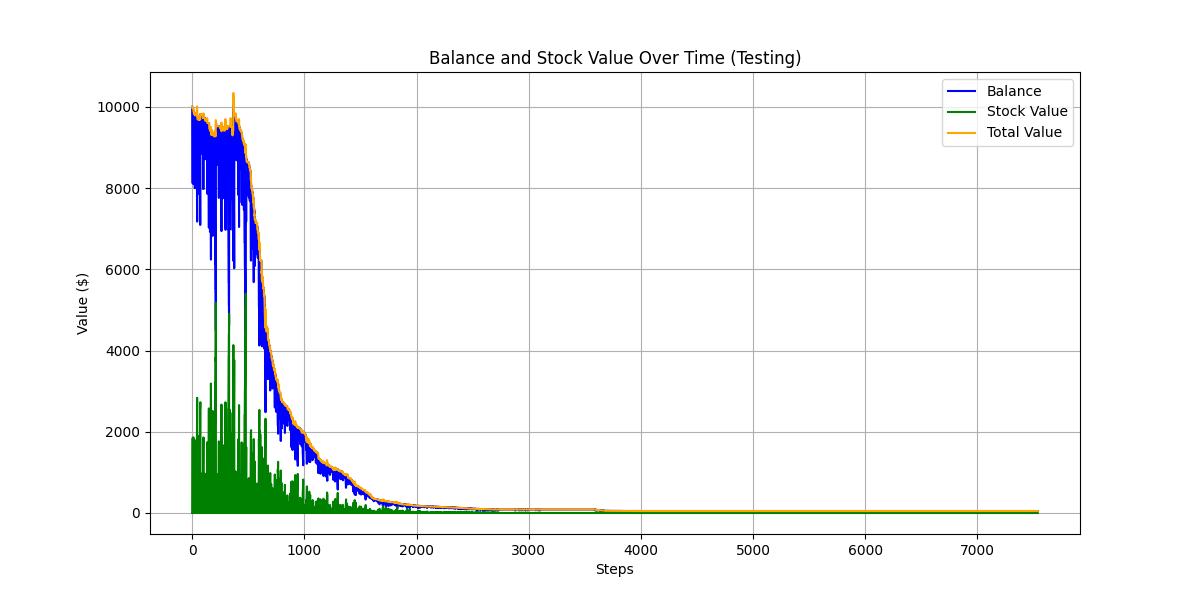 Balance and Stock Value Over Time (Testing)
Balance
Stock Value
Total Value
10000
8000
6000
4000
2000
0
Value ($)
0 1000 2000 3000 4000 5000 6000 7000
Steps